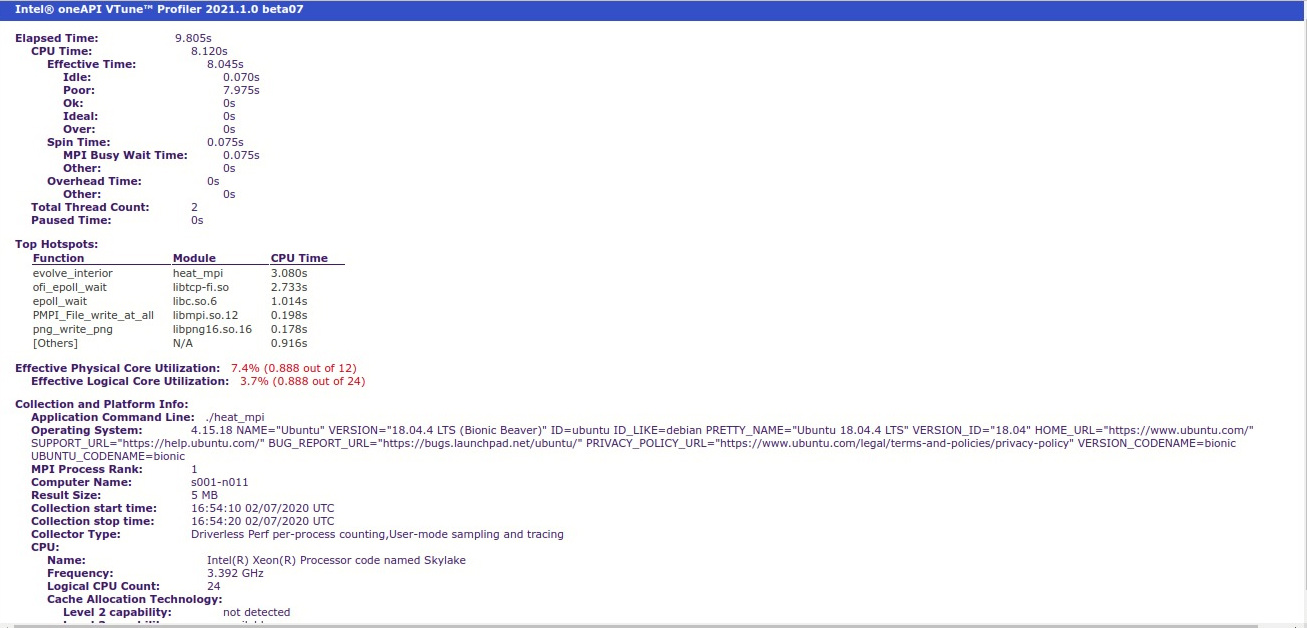 Intel® oneAPI VTune™ Profiler 2021.1.0 beta07
Elapsed Time: 9.805s
CPU Time: 8.120s
Effective Time: 8.045s
Idle: 0.070s
Poor: 7.975s
Ok: 0s
Ideal: 0s
Over: 0s
Spin Time: 0.075s
MPI Busy Wait Time: 0.075s
Other: 0s
Overhead Time: 0s
Other: 0s
Total Thread Count: 2
Paused Time: 0s
Top Hotspots:
Function Module CPU Time
evolve_interior heat_mpi 3.080s
ofi_epoll_wait libtcp-fi.so 2.733s
epoll_wait libc.so.6 1.014s
PMPI_File_write_at_all libmpi.so.12 0.198s
png_write_png libpng16.so.16 0.178s
[Others] N/A 0.916s
Effective Physical Core Utilization: 7.4% (0.888 out of 12)
Effective Logical Core Utilization: 3.7% (0.888 out of 24)
Collection and Platform Info:
Application Command Line: ./heat_mpi
Operating System: 4.15.18 NAME="Ubuntu" VERSION="18.04.4 LTS (Bionic Beaver)" ID=ubuntu ID_LIKE=debian PRETTY_NAME="Ubuntu 18.04.4 LTS" VERSION_ID="18.04" HOME_URL="https://www.ubuntu.com/"
SUPPORT_URL="https://help.ubuntu.com/" BUG_REPORT_URL="https://bugs.launchpad.net/ubuntu/" PRIVACY_POLICY_URL="https://www.ubuntu.com/legal/terms-and-policies/privacy-policy" VERSION_CODENAME=bionic
UBUNTU_CODENAME=bionic
MPI Process Rank: 1
Computer Name: s001-n011
Result Size: 5 MB
Collection start time: 16:54:10 02/07/2020 UTC
Collection stop time: 16:54:20 02/07/2020 UTC
Collector Type: Driverless Perf per-process counting,User-mode sampling and tracing
CPU:
Name: Intel(R) Xeon(R) Processor code named Skylake
Frequency: 3.392 GHz
Logical CPU Count: 24
Cache Allocation Technology:
Level 2 capability: not detected